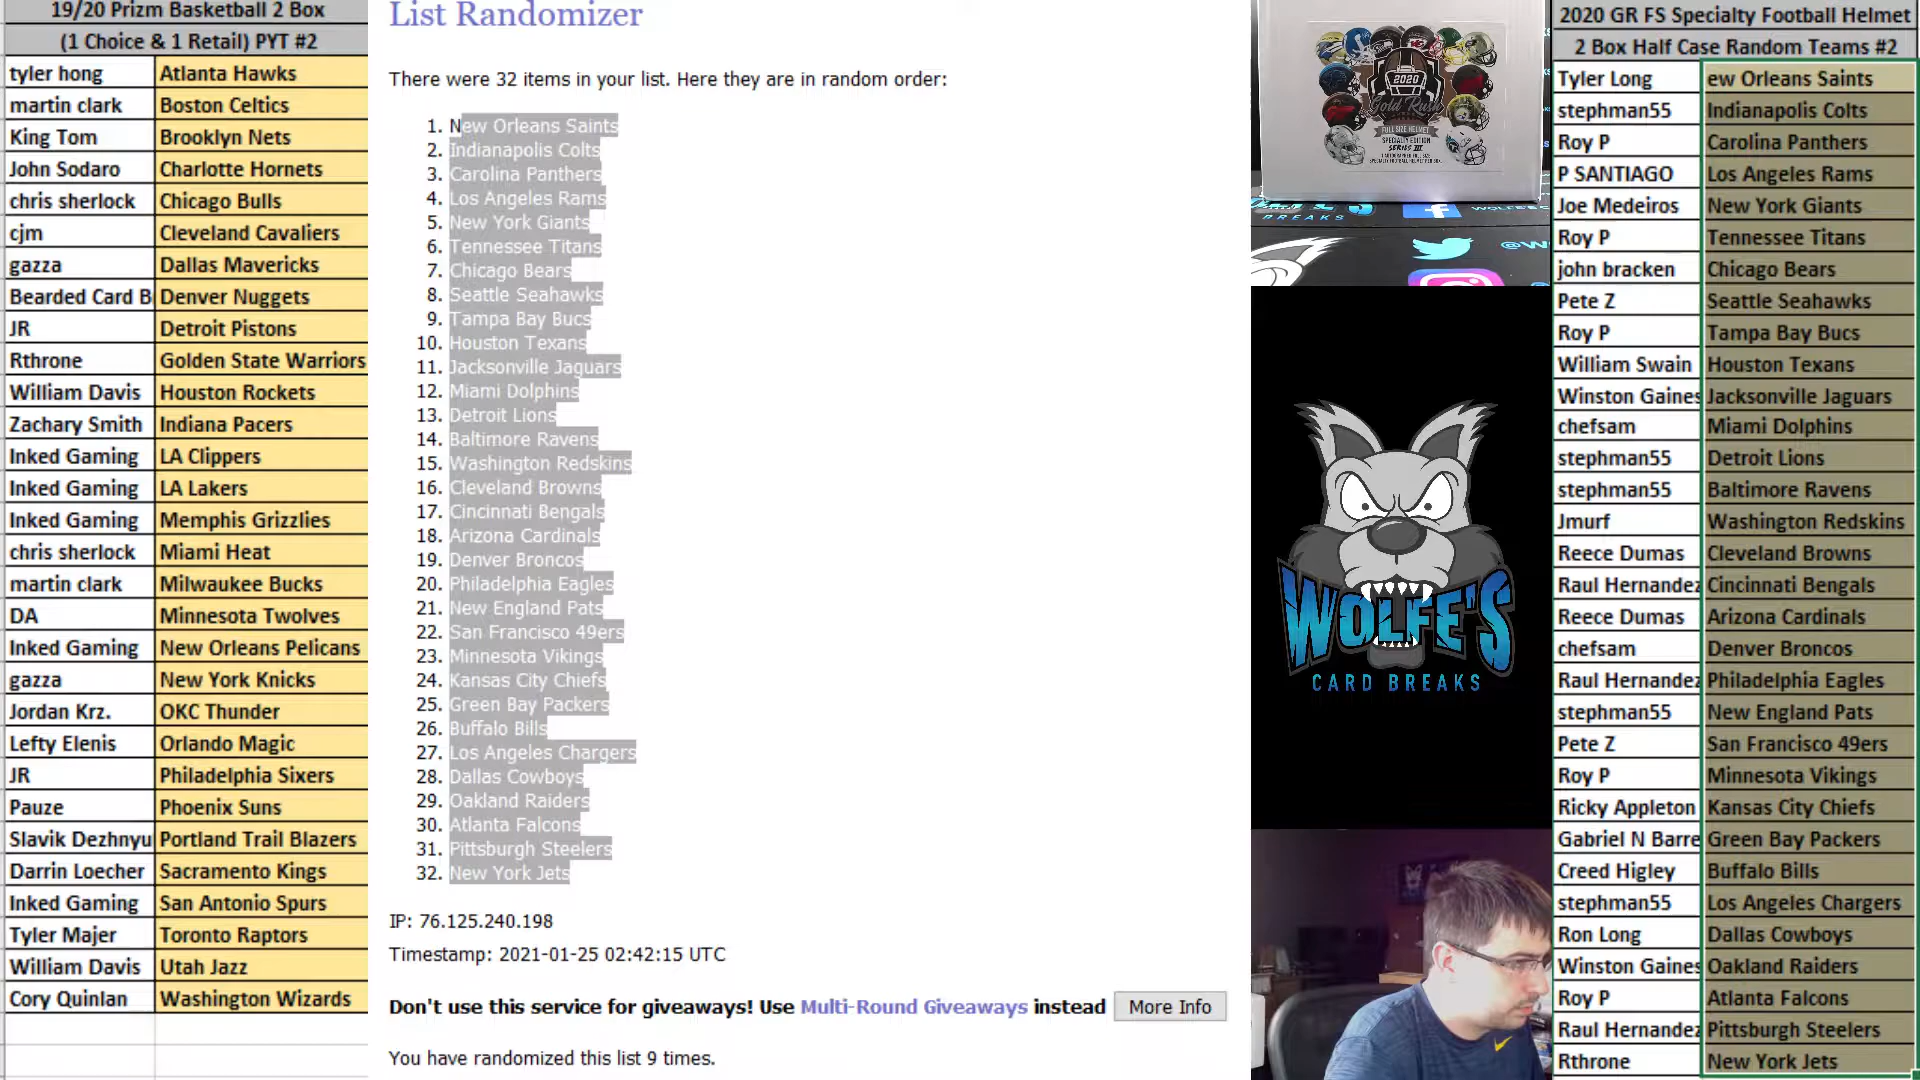 19/20 Prizm Basketball 2 Box
(1 Choice & 1 Retail) PYT #2
tyler hong Atlanta Hawks
martin clark Boston Celtics
King Tom Brooklyn Nets
John Sodaro Charlotte Hornets
chris sherlock Chicago Bulls
cjm Cleveland Cavaliers
gazza Dallas Mavericks
Bearded Card B Denver Nuggets
JR Detroit Pistons
Rthrone Golden State Warriors
William Davis Houston Rockets
Zachary Smith Indiana Pacers
Inked Gaming LA Clippers
Inked Gaming LA Lakers
Inked Gaming Memphis Grizzlies
chris sherlock Miami Heat
martin clark Milwaukee Bucks
DA Minnesota Twolves
Inked Gaming New Orleans Pelicans
gazza New York Knicks
Jordan Krz. OKC Thunder
Lefty Elenis Orlando Magic
JR Philadelphia Sixers
Pauze Phoenix Suns
Slavik Dezhnyu Portland Trail Blazers
Darrin Loecher Sacramento Kings
Inked Gaming San Antonio Spurs
Tyler Majer Toronto Raptors
William Davis Utah Jazz
Cory Quinlan Washington Wizards
List Randomizer
There were 32 items in your list. Here they are in random order:
1. New Orleans Saints
2. Indianapolis Colts
3. Carolina Panthers
4. Los Angeles Rams
5. New York Giants
6. Tennessee Titans
7. Chicago Bears
8. Seattle Seahawks
9. Tampa Bay Bucs
10. Houston Texans
11. Jacksonville Jaguars
12. Miami Dolphins
13. Detroit Lions
14. Baltimore Ravens
15. Washington Redskins
16. Cleveland Browns
17. Cincinnati Bengals
18. Arizona Cardinals
19. Denver Broncos
20. Philadelphia Eagles
21. New England Pats
22. San Francisco 49ers
23. Minnesota Vikings
24. Kansas City Chiefs
25. Green Bay Packers
26. Buffalo Bills
27. Los Angeles Chargers
28. Dallas Cowboys
29. Oakland Raiders
30. Atlanta Falcons
31. Pittsburgh Steelers
32. New York Jets
IP: 76.125.240.198
Timestamp: 2021-01-25 02:42:15 UTC
Don't use this service for giveaways! Use Multi-Round Giveaways instead More Info
You have randomized this list 9 times.
2020
Gold Rush
FULL SIZE HELMET
SPECIALTY EDITION
SERIES III
BREAKS
WOLFE'S
CARD BREAKS
2020 GR FS Specialty Football Helmet
2 Box Half Case Random Teams #2
Tyler Long ew Orleans Saints
stephman55 Indianapolis Colts
Roy P Carolina Panthers
P SANTIAGO Los Angeles Rams
Joe Medeiros New York Giants
Roy P Tennessee Titans
john bracken Chicago Bears
Pete Z Seattle Seahawks
Roy P Tampa Bay Bucs
William Swain Houston Texans
Winston Gaines Jacksonville Jaguars
chefsam Miami Dolphins
stephman55 Detroit Lions
stephman55 Baltimore Ravens
Jmurf Washington Redskins
Reece Dumas Cleveland Browns
Raul Hernandez Cincinnati Bengals
Reece Dumas Arizona Cardinals
chefsam Denver Broncos
Raul Hernandez Philadelphia Eagles
stephman55 New England Pats
Pete Z San Francisco 49ers
Roy P Minnesota Vikings
Ricky Appleton Kansas City Chiefs
Gabriel N Barre Green Bay Packers
Creed Higley Buffalo Bills
stephman55 Los Angeles Chargers
Ron Long Dallas Cowboys
Winston Gaines Oakland Raiders
Roy P Atlanta Falcons
Raul Hernandez Pittsburgh Steelers
Rthrone New York Jets